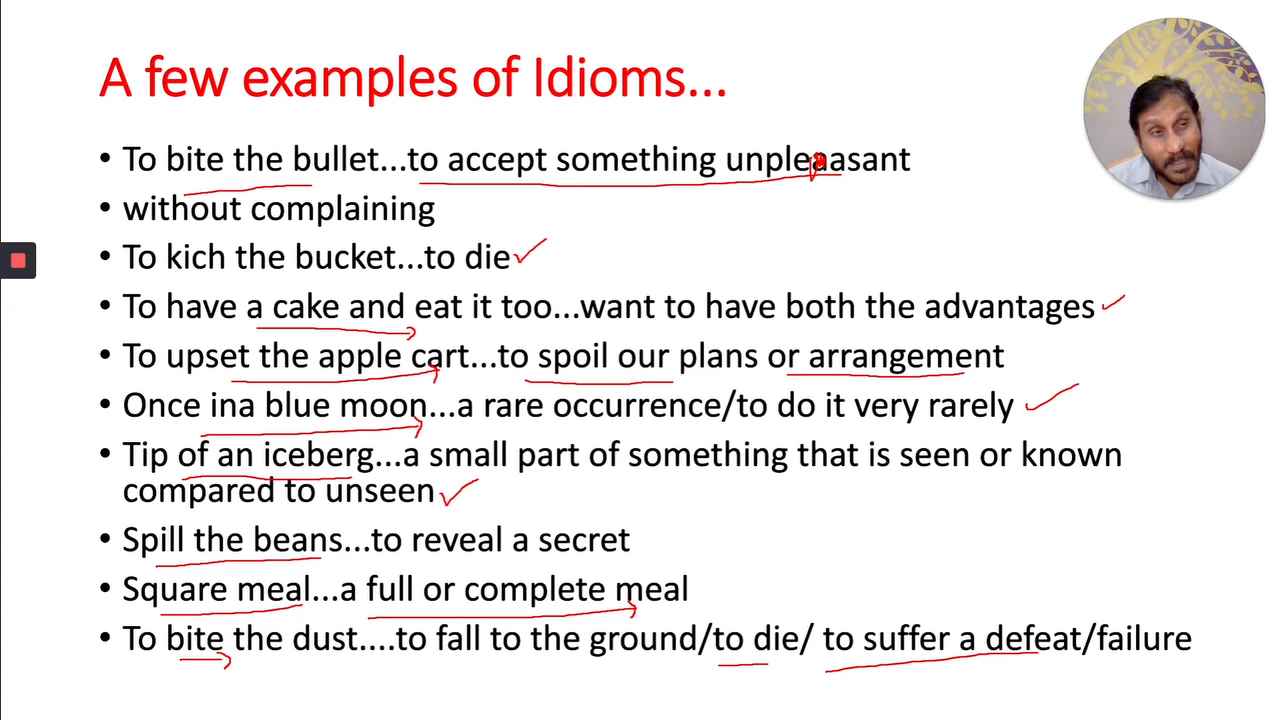 A few examples of Idioms...
• To bite the bullet...to accept something unpleasant
• without complaining
• To kich the bucket...to die
• To have a cake and eat it too...want to have both the advantages
• To upset the apple cart...to spoil our plans or arrangement
• Once ina blue moon...a rare occurrence/to do it very rarely
• Tip of an iceberg...a small part of something that is seen or known
compared to unseen
• Spill the beans...to reveal a secret
• Square meal...a full or complete meal
• To bite the dust....to fall to the ground/to die/ to suffer a defeat/failure